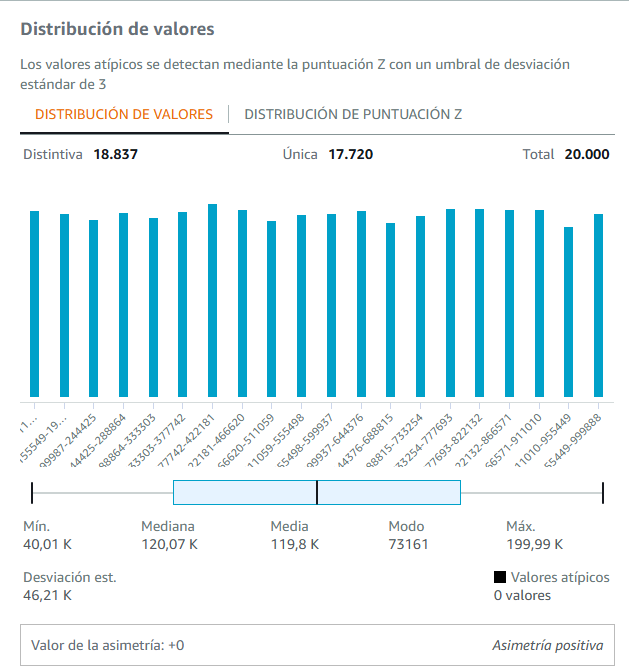 Distribución de valores
Los valores atípicos se detectan mediante la puntuación Z con un umbral de desviación
estándar de 3
DISTRIBUCIÓN DE VALORES
DISTRIBUCIÓN DE PUNTUACIÓN Z
Distintiva 18.837
Única 17.720
Total 20.000
155549-19...
99987-244425
44425-288864
88864-333303
33303-377742
77742-422181
22181-466620
66620-511059
11059-555498
55498-599937
99937-644376
44376-688815
88815-733254
33254-777693
77693-822132
22132-866571
66571-911010
11010-955449
55449-999888
Mín.
Mediana
Media
Modo
Máx.
40,01 K
120,07 K
119,8 K
73161
199,99 K
Desviación est.
46,21 K
Valores atípicos
0 valores
Valor de la asimetría: +0
Asimetría positiva